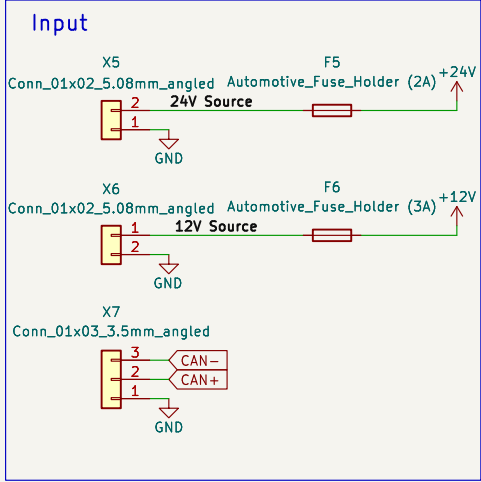 Input
X5
Conn_01x02_5.08mm_angled
F5
Automotive_Fuse_Holder (2A)
+24V
2
24V Source
1
GND
X6
Conn_01x02_5.08mm_angled
F6
Automotive_Fuse_Holder (3A)
+12V
1
12V Source
2
GND
X7
Conn_01x03_3.5mm_angled
3
CAN-
2
CAN+
1
GND